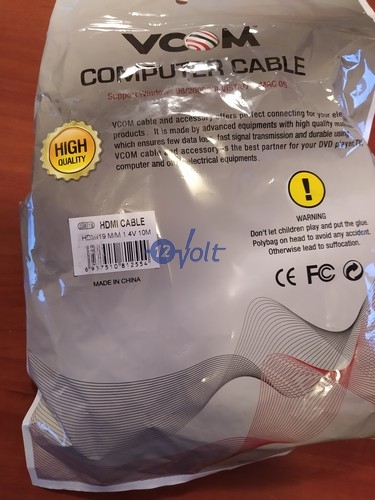 VCOM
COMPUTER CABLE
VCOM cable and accessory offers perfect connecting for your
products. It is made by advanced equipments with high quality
which ensures few data loss, fast signal transmission and durable using
VCOM cable and accessory is the best partner for your DVD player,
computer and other electrical equipments.
HIGH
QUALITY
WARNING
Don't let children play and put the
Polybag on head to avoid any accident.
Otherwise lead to suffocation.
HDMI CABLE
HDMI19 M/M 1.4V 10M
6937510812554
12Volt
MADE IN CHINA
CE FC